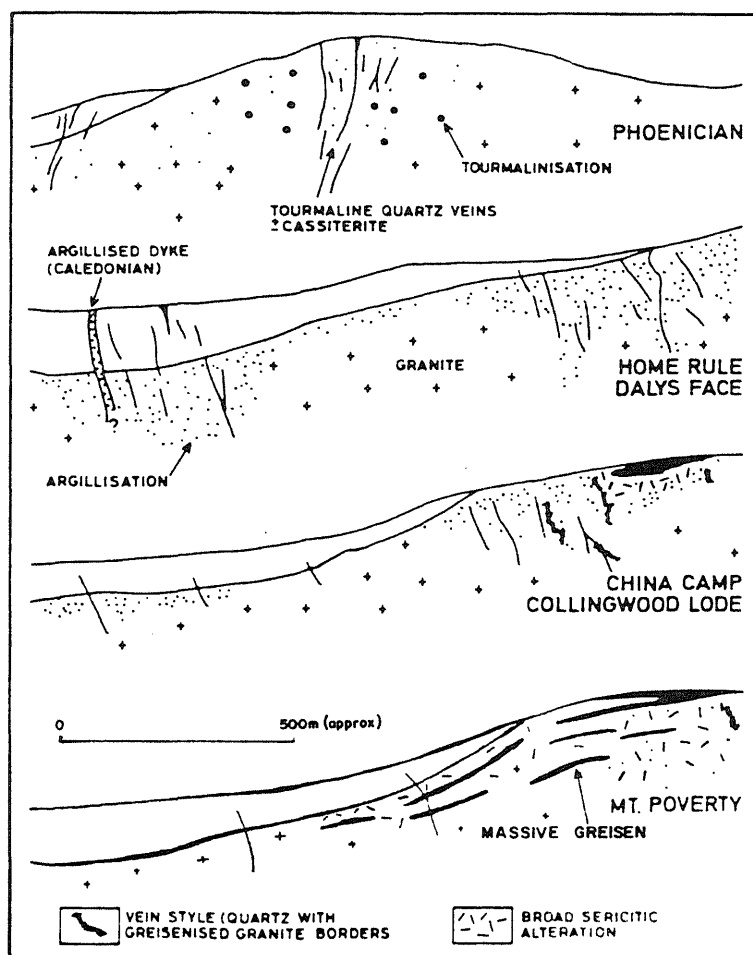 PHOENICIAN
TOURMALINISATION
TOURMALINE QUARTZ VEINS
± CASSITERITE
ARGILLISED DYKE
(CALEDONIAN)
GRANITE
HOME RULE
DALYS FACE
?
ARGILLISATION
CHINA CAMP
COLLINGWOOD LODE
0 500m (approx)
MT. POVERTY
MASSIVE GREISEN
VEIN STYLE (QUARTZ WITH
GREISENISED GRANITE BORDERS
BROAD SERICITIC
ALTERATION